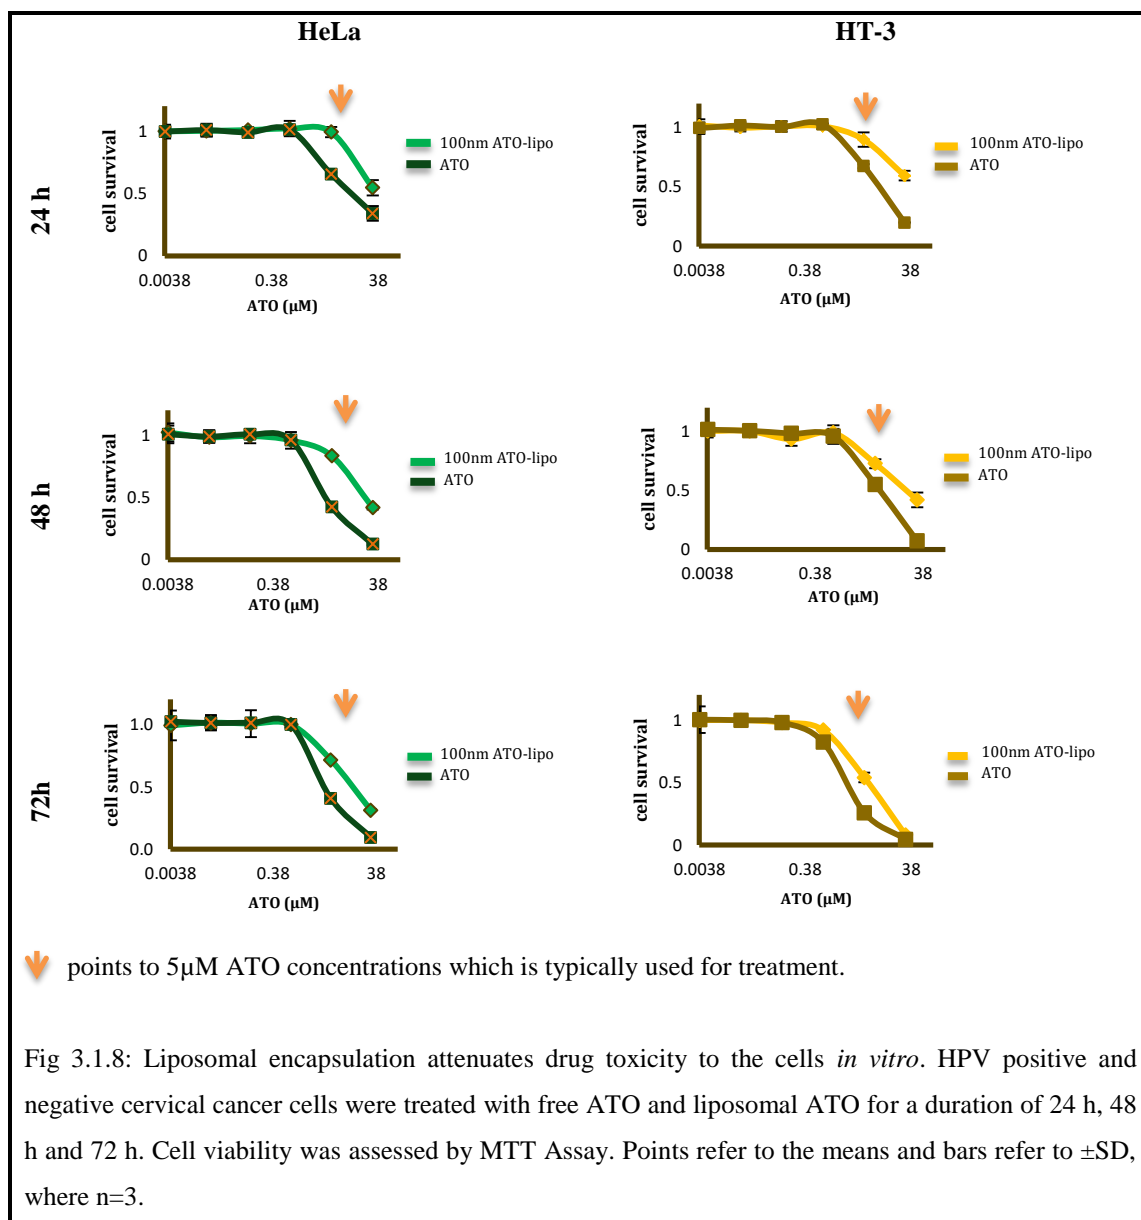 HeLa
HT-3
24 h
cell survival
1
0.5
0
0.0038
0.38
38
ATO (µM)
100nm ATO-lipo
ATO
cell survival
1
0.5
0
0.0038
0.38
38
ATO (µM)
100nm ATO-lipo
ATO
48 h
cell survival
1
0.5
0
0.0038
0.38
38
ATO (µM)
100nm ATO-lipo
ATO
cell survival
1
0.5
0
0.0038
0.38
38
ATO (µM)
100nm ATO-lipo
ATO
72h
cell survival
1.0
0.5
0.0
0.0038
0.38
38
ATO (µM)
100nm ATO-lipo
ATO
cell survival
1
0.5
0
0.0038
0.38
38
ATO (µM)
100nm ATO-lipo
ATO
points to 5µM ATO concentrations which is typically used for treatment.
Fig 3.1.8: Liposomal encapsulation attenuates drug toxicity to the cells in vitro. HPV positive and
negative cervical cancer cells were treated with free ATO and liposomal ATO for a duration of 24 h, 48
h and 72 h. Cell viability was assessed by MTT Assay. Points refer to the means and bars refer to ±SD,
where n=3.